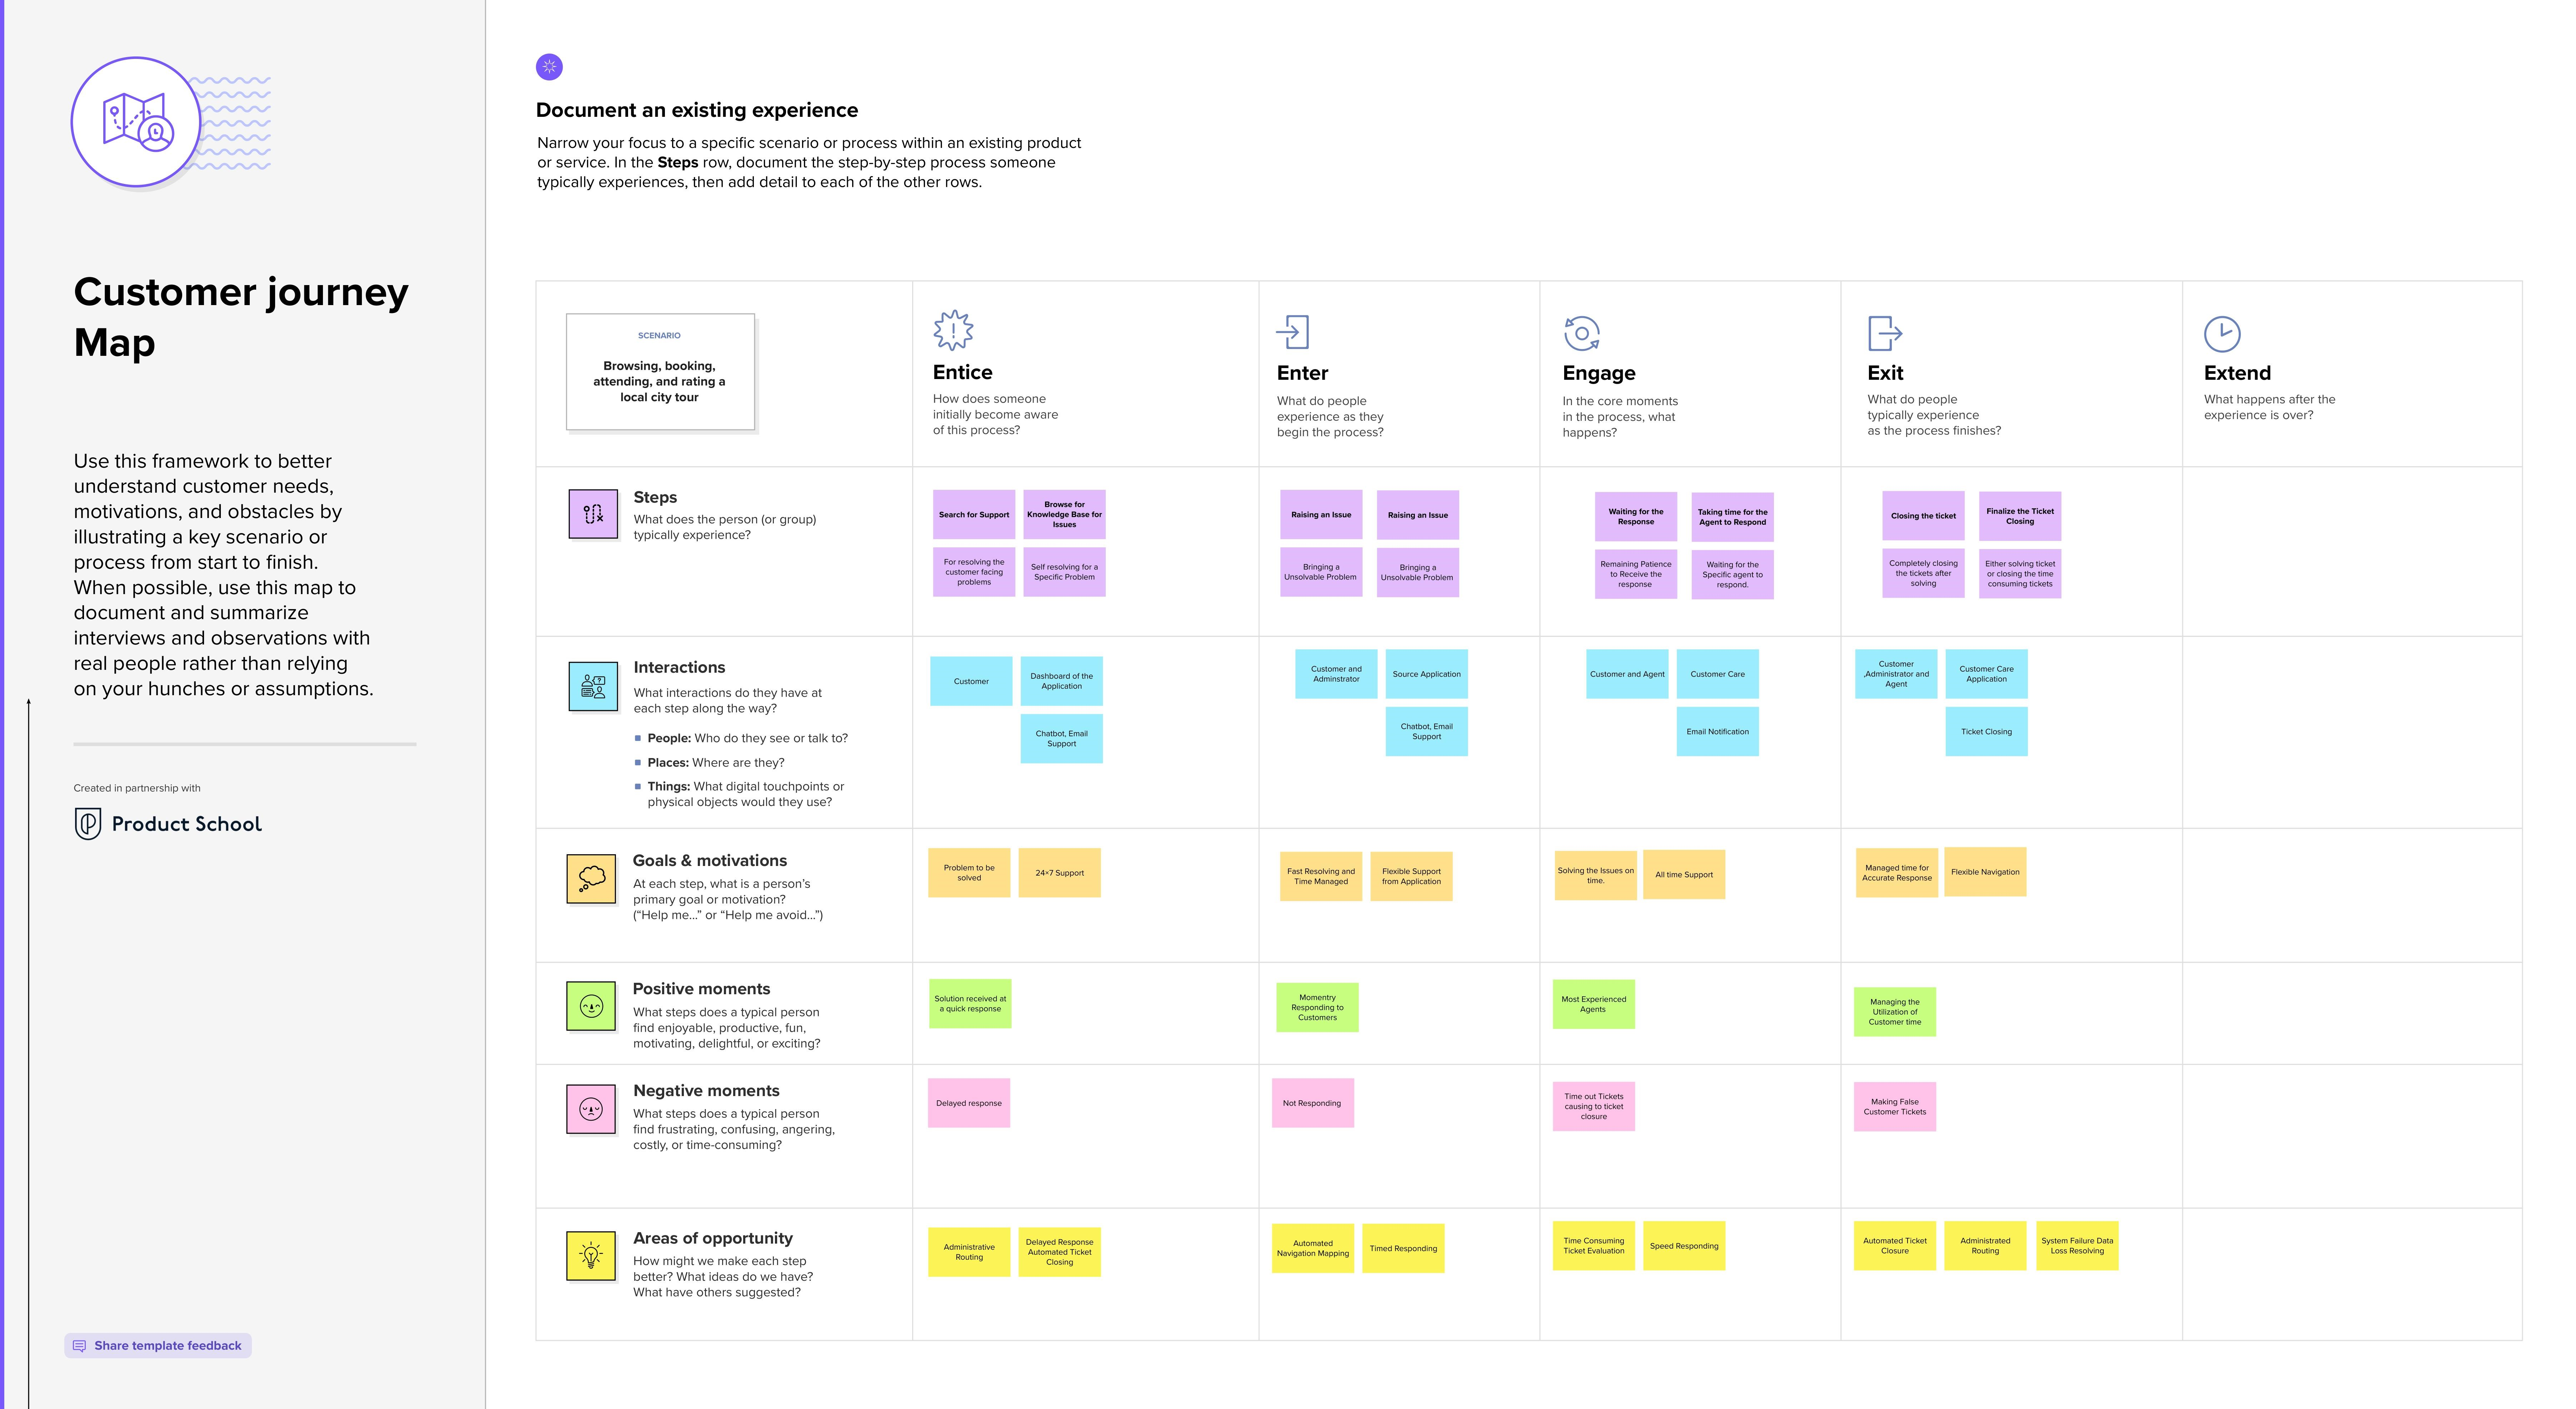 Customer journey
Map
Use this framework to better
understand customer needs,
motivations, and obstacles by
illustrating a key scenario or
process from start to finish.
When possible, use this map to
document and summarize
interviews and observations with
real people rather than relying
on your hunches or assumptions.
Created in partnership with
Product School
Share template feedback
Document an existing experience
Narrow your focus to a specific scenario or process within an existing product
or service. In the Steps row, document the step-by-step process someone
typically experiences, then add detail to each of the other rows.
SCENARIO
Browsing, booking,
attending, and rating a
local city tour
Entice
How does someone
initially become aware
of this process?
Enter
What do people
experience as they
begin the process?
Engage
In the core moments
in the process, what
happens?
Exit
What do people
typically experience
as the process finishes?
Extend
What happens after the
experience is over?
Steps
What does the person (or group)
typically experience?
Search for Support
Browse for
Knowledge Base for
Issues
For resolving the
customer facing
problems
Self resolving for a
Specific Problem
Raising an Issue
Raising an Issue
Bringing a
Unsolvable Problem
Bringing a
Unsolvable Problem
Waiting for the
Response
Taking time for the
Agent to Respond
Remaining Patience
to Receive the
response
Waiting for the
Specific agent to
respond.
Closing the ticket
Finalize the Ticket
Closing
Completely closing
the tickets after
solving
Either solving ticket
or closing the time
consuming tickets
Interactions
What interactions do they have at
each step along the way?
People: Who do they see or talk to?
Places: Where are they?
Things: What digital touchpoints or
physical objects would they use?
Customer
Dashboard of the
Application
Chatbot, Email
Support
Customer and
Adminstrator
Source Application
Chatbot, Email
Support
Customer and Agent
Customer Care
Email Notification
Customer
,Administrator and
Agent
Customer Care
Application
Ticket Closing
Goals & motivations
At each step, what is a person's
primary goal or motivation?
(“Help me...” or “Help me avoid...”)
Problem to be
solved
24×7 Support
Fast Resolving and
Time Managed
Flexible Support
from Application
Solving the Issues on
time.
All time Support
Managed time for
Accurate Response
Flexible Navigation
Positive moments
What steps does a typical person
find enjoyable, productive, fun,
motivating, delightful, or exciting?
Solution received at
a quick response
Momentry
Responding to
Customers
Most Experienced
Agents
Managing the
Utilization of
Customer time
Negative moments
What steps does a typical person
find frustrating, confusing, angering,
costly, or time-consuming?
Delayed response
Not Responding
Time out Tickets
causing to ticket
closure
Making False
Customer Tickets
Areas of opportunity
How might we make each step
better? What ideas do we have?
What have others suggested?
Administrative
Routing
Delayed Response
Automated Ticket
Closing
Automated
Navigation Mapping
Timed Responding
Time Consuming
Ticket Evaluation
Speed Responding
Automated Ticket
Closure
Administrated
Routing
System Failure Data
Loss Resolving